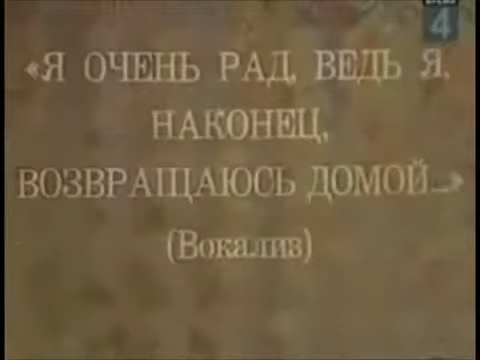 4
«Я ОЧЕНЬ РАД, ВЕДЬ Я,
НАКОНЕЦ,
ВОЗВРАЩАЮСЬ ДОМОЙ...»
(Вокализ)